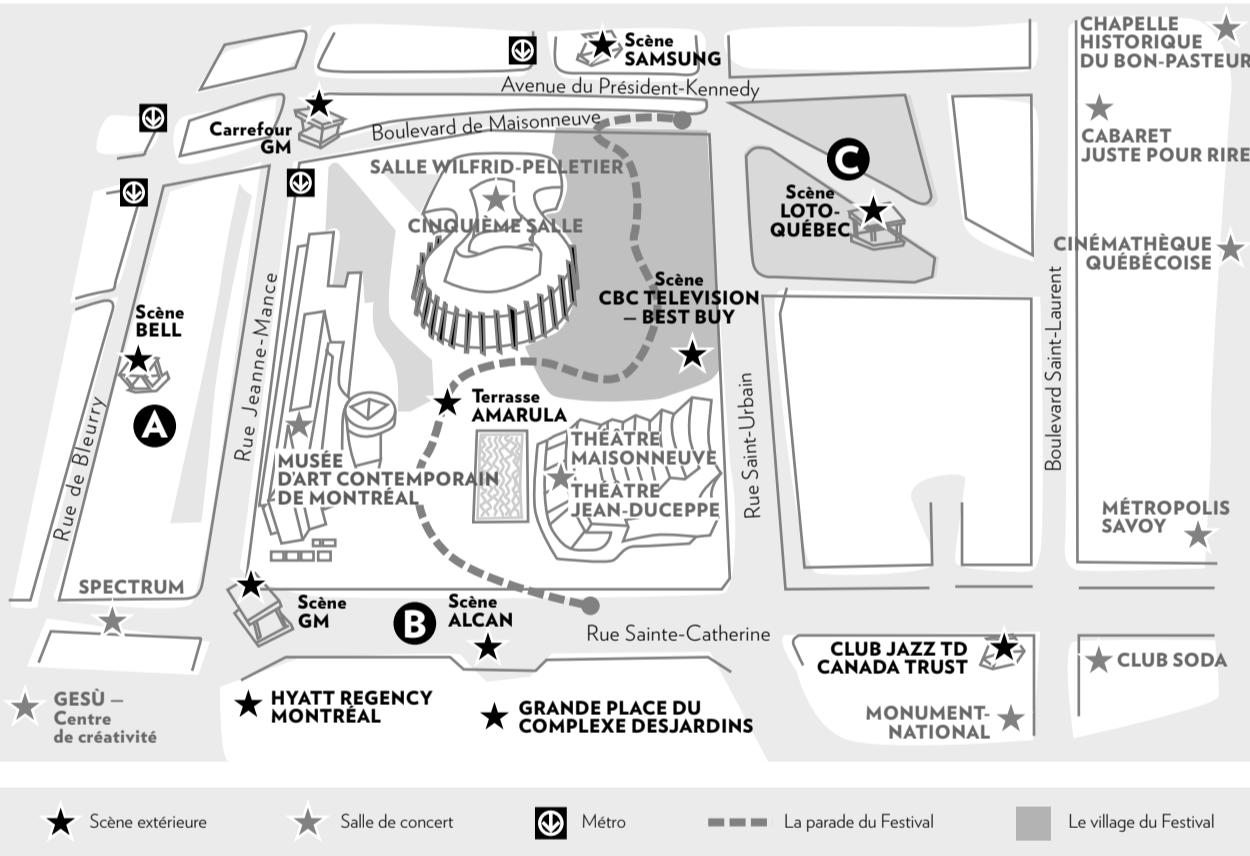 CHAPELLE
HISTORIQUE
DU BON-PASTEUR
Scène
SAMSUNG
Avenue du Président-Kennedy
Carrefour
GM
Boulevard de Maisonneuve
CABARET
JUSTE POUR RIRE
C
SALLE WILFRID-PELLETIER
CINQUIÈME SALLE
Scène
LOTO-
QUÉBEC
CINÉMATHÈQUE
QUÉBÉCOISE
Scène
CBC TELEVISION
– BEST BUY
Scène
BELL
A
Rue de Bleurry
Rue Jeanne-Mance
Terrasse
AMARULA
Rue Saint-Urbain
Boulevard Saint-Laurent
MUSÉE
D'ART CONTEMPORAIN
DE MONTRÉAL
THÉÂTRE
MAISONNEUVE
THÉÂTRE
JEAN-DUCEPPE
MÉTROPOLIS
SAVOY
SPECTRUM
Scène
GM
B
Scène
ALCAN
Rue Sainte-Catherine
CLUB JAZZ TD
CANADA TRUST
CLUB SODA
GESÙ –
Centre
de créativité
HYATT REGENCY
MONTRÉAL
GRANDE PLACE DU
COMPLEXE DESJARDINS
MONUMENT-
NATIONAL
Scène extérieure
Salle de concert
Métro
La parade du Festival
Le village du Festival